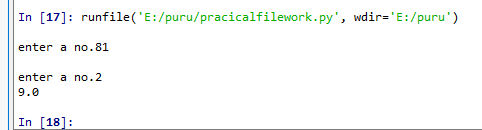 In [17]: runfile('E:/puru/pracicalfilework.py', wdir='E:/puru')
enter a no.81
enter a no.2
9.0
In [18]: